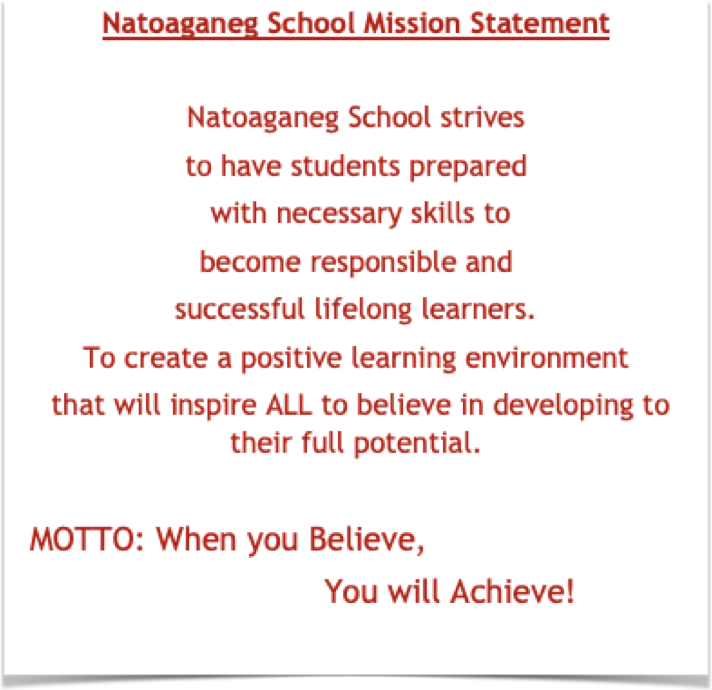 Natoaganeg School Mission Statement
Natoaganeg School strives
to have students prepared
with necessary skills to
become responsible and
successful lifelong learners.
To create a positive learning environment
that will inspire ALL to believe in developing to
their full potential.
MOTTO: When you Believe,
You will Achieve!